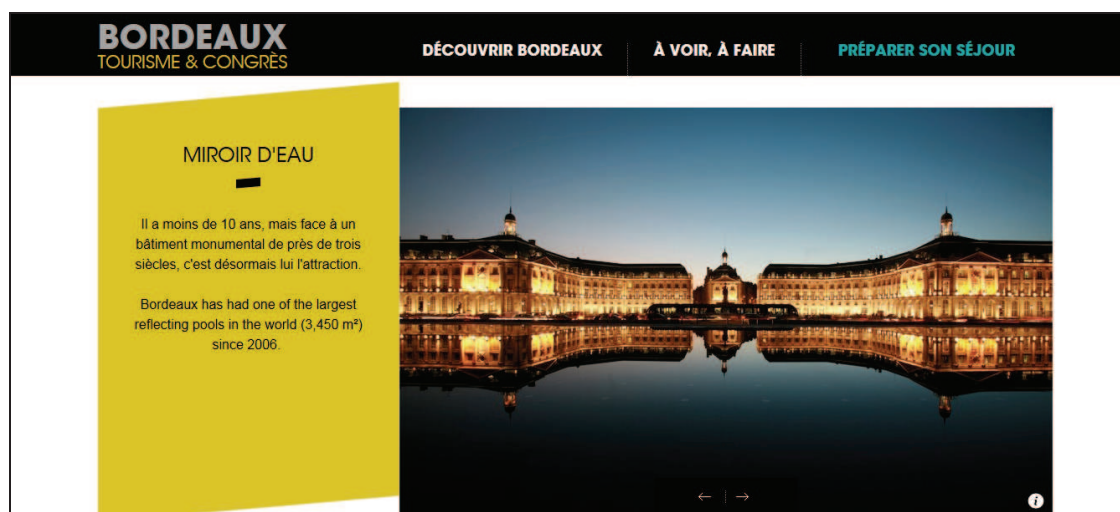 BORDEAUX
TOURISME & CONGRÈS
DÉCOUVRIR BORDEAUX
À VOIR, À FAIRE
PRÉPARER SON SÉJOUR
MIROIR D'EAU
Il a moins de 10 ans, mais face à un
bâtiment monumental de près de trois
siècles, c'est désormais lui l'attraction.
Bordeaux has had one of the largest
reflecting pools in the world (3,450 m²)
since 2006.